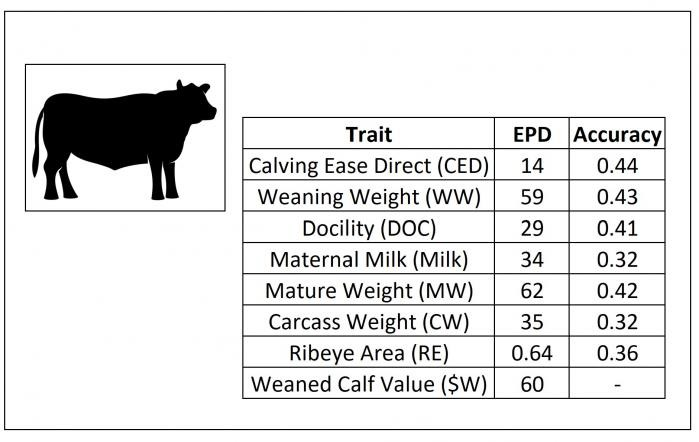 Trait EPD Accuracy
Calving Ease Direct (CED) 14 0.44
Weaning Weight (WW) 59 0.43
Docility (DOC) 29 0.41
Maternal Milk (Milk) 34 0.32
Mature Weight (MW) 62 0.42
Carcass Weight (CW) 35 0.32
Ribeye Area (RE) 0.64 0.36
Weaned Calf Value ($W) 60 -